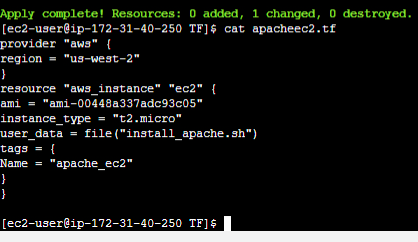 Apply complete! Resources: 0 added, 1 changed, 0 destroyed.
[ec2-user@ip-172-31-40-250 TF]$ cat apacheec2.tf
provider "aws" {
region = "us-west-2"
}
resource "aws_instance" "ec2" {
ami = "ami-00448a337adc93c05"
instance_type = "t2.micro"
user_data = file("install_apache.sh")
tags = {
Name = "apache_ec2"
}
}
[ec2-user@ip-172-31-40-250 TF]$